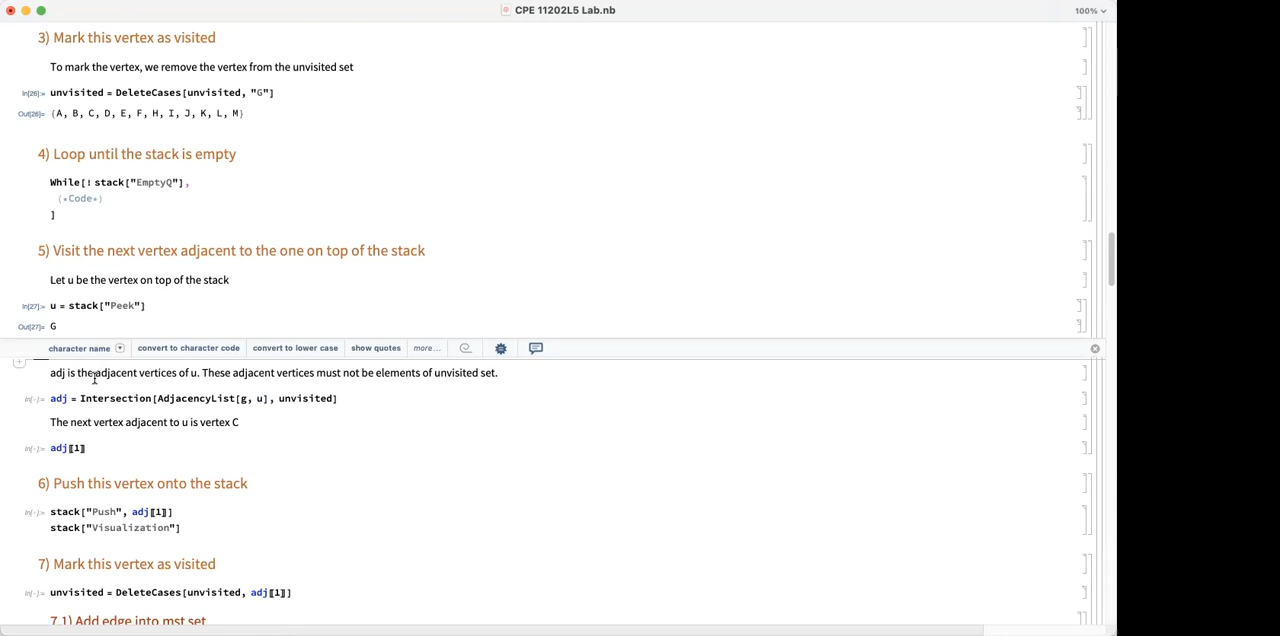 CPE 11202L5 Lab.nb
100%
3) Mark this vertex as visited
To mark the vertex, we remove the vertex from the unvisited set
In[26]:= unvisited = DeleteCases[unvisited, "G"]
Out[26]= {A, B, C, D, E, F, H, I, J, K, L, M}
4) Loop until the stack is empty
While[! stack["EmptyQ"],
(*Code*)
]
5) Visit the next vertex adjacent to the one on top of the stack
Let u be the vertex on top of the stack
In[27]:= u = stack["Peek"]
Out[27]= G
character name convert to character code convert to lower case show quotes more...
adj is the adjacent vertices of u. These adjacent vertices must not be elements of unvisited set.
In[-]:= adj = Intersection[AdjacencyList[g, u], unvisited]
The next vertex adjacent to u is vertex C
In[-]:= adj〚1〛
6) Push this vertex onto the stack
In[-]:= stack["Push", adj〚1〛]
stack["Visualization"]
7) Mark this vertex as visited
In[-]:= unvisited = DeleteCases[unvisited, adj〚1〛]
7.1) Add edge into mst set